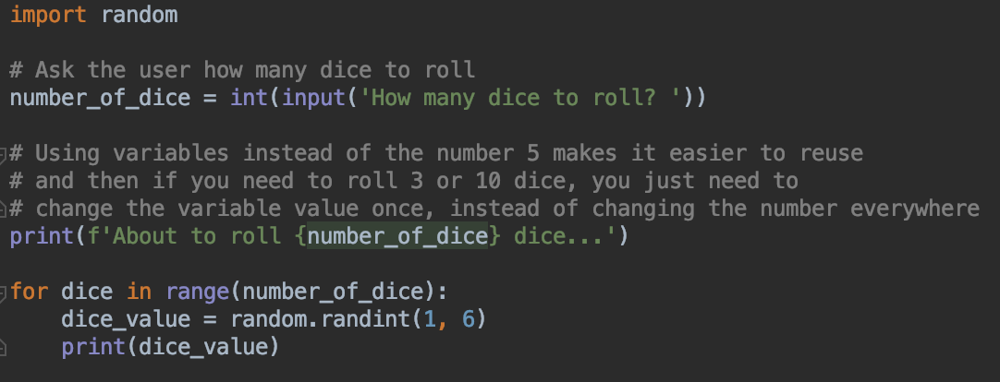 import random
# Ask the user how many dice to roll
number_of_dice = int(input('How many dice to roll? '))
# Using variables instead of the number 5 makes it easier to reuse
# and then if you need to roll 3 or 10 dice, you just need to
# change the variable value once, instead of changing the number everywhere
print(f'About to roll {number_of_dice} dice...')
for dice in range(number_of_dice):
    dice_value = random.randint(1, 6)
    print(dice_value)